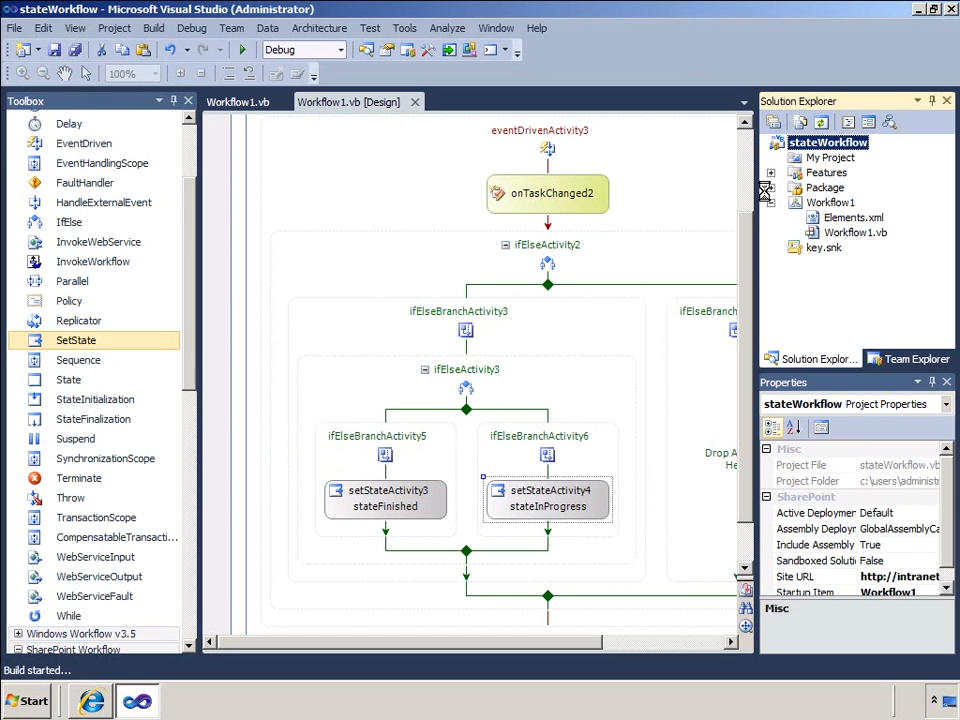 stateWorkflow - Microsoft Visual Studio (Administrator)
File Edit View Project Build Debug Team Data Architecture Test Tools Analyze Window Help
Debug
100%
Toolbox
Delay
EventDriven
EventHandlingScope
FaultHandler
HandleExternalEvent
IfElse
InvokeWebService
InvokeWorkflow
Parallel
Policy
Replicator
SetState
Sequence
State
StateInitialization
StateFinalization
Suspend
SynchronizationScope
Terminate
Throw
TransactionScope
CompensatableTransacti...
WebServiceInput
WebServiceOutput
WebServiceFault
While
Windows Workflow v3.5
SharePoint Workflow
Workflow1.vb
Workflow1.vb [Design]
eventDrivenActivity3
onTaskChanged2
ifElseActivity2
ifElseBranchActivity3
ifElseBranch
ifElseActivity3
ifElseBranchActivity5
ifElseBranchActivity6
Drop A
He
setStateActivity3
stateFinished
setStateActivity4
stateInProgress
Solution Explorer
stateWorkflow
My Project
Features
Package
Workflow1
Elements.xml
Workflow1.vb
key.snk
Solution Explor...
Team Explorer
Properties
stateWorkflow Project Properties
Misc
Project File stateWorkflow.vb
Project Folder c:\users\administr
SharePoint
Active Deploymer Default
Assembly Deploym GlobalAssemblyCa
Include Assembly True
Sandboxed Soluti False
Site URL http://intranet
Startup Item Workflow1
Misc
Build started...
Start